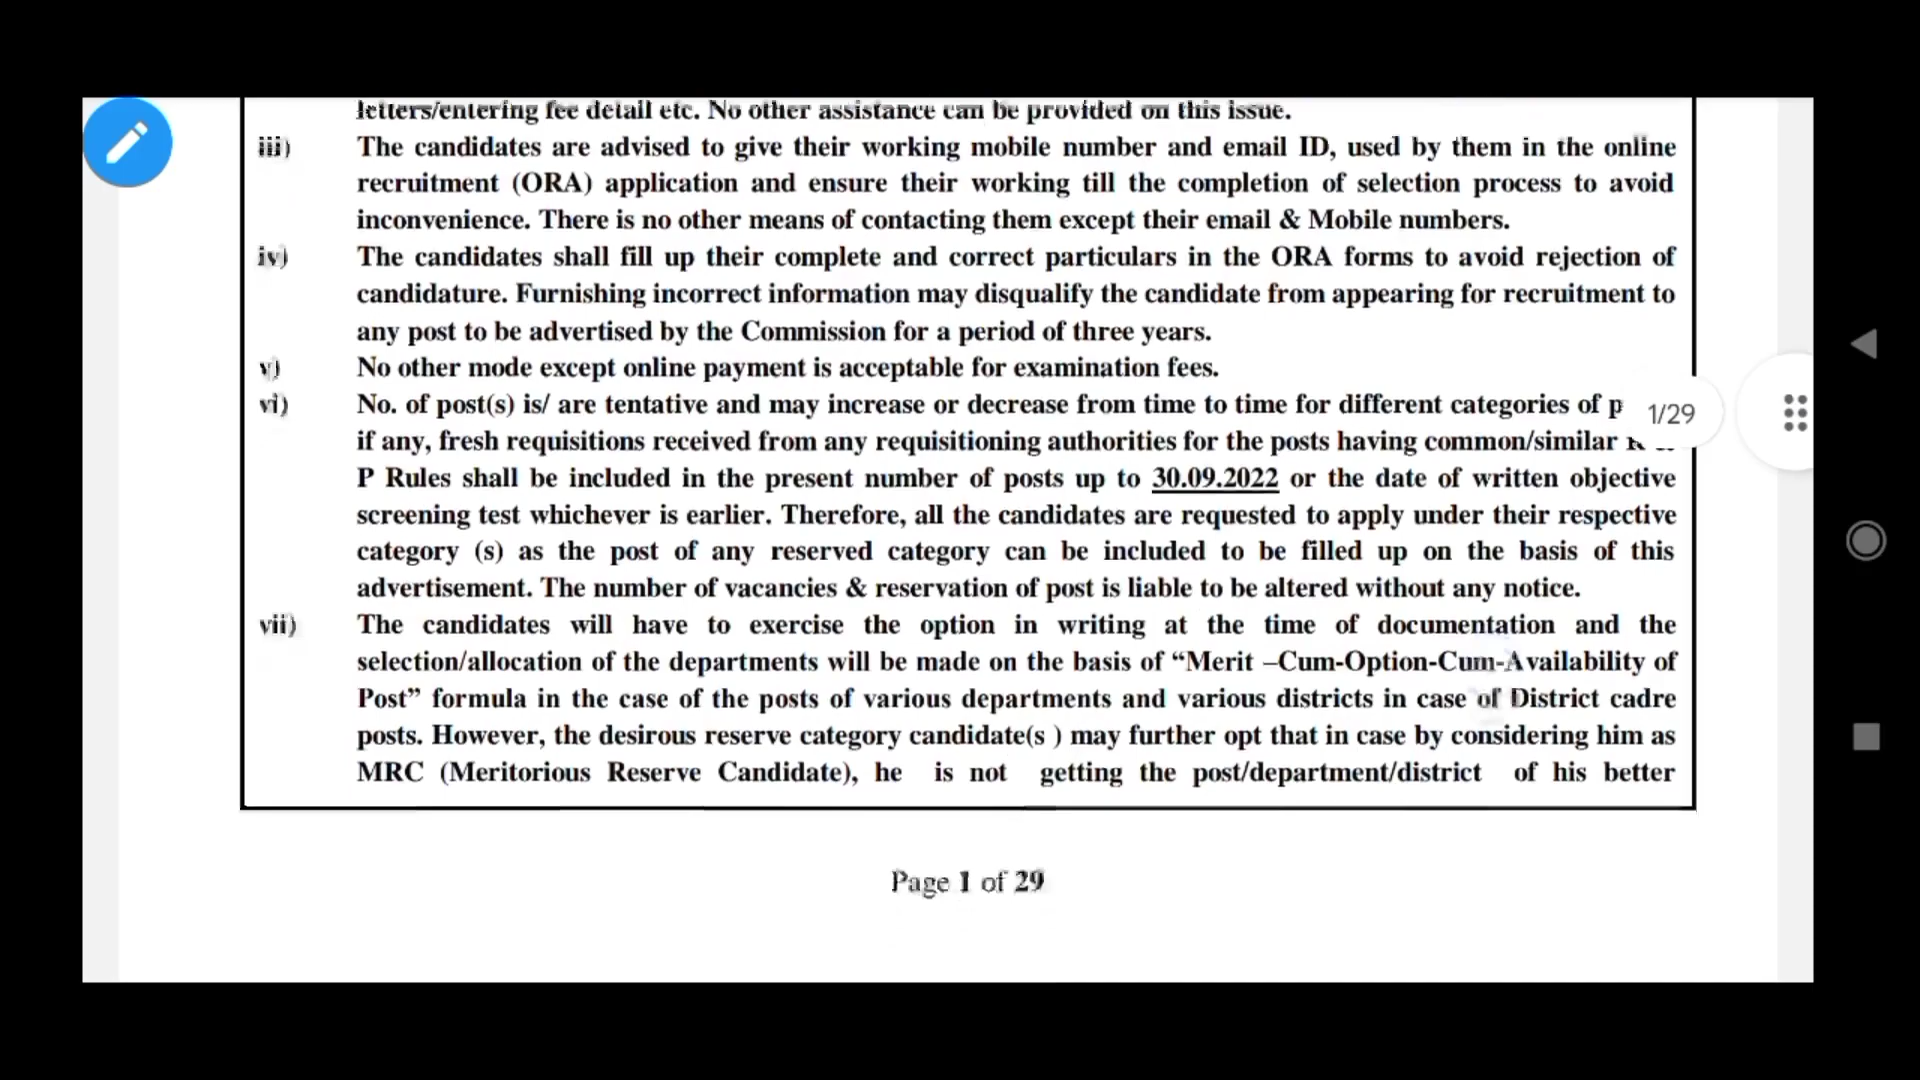 letters/entering fee detail etc. No other assistance can be provided on this issue.
iii) The candidates are advised to give their working mobile number and email ID, used by them in the online
recruitment (ORA) application and ensure their working till the completion of selection process to avoid
inconvenience. There is no other means of contacting them except their email & Mobile numbers.
iv) The candidates shall fill up their complete and correct particulars in the ORA forms to avoid rejection of
candidature. Furnishing incorrect information may disqualify the candidate from appearing for recruitment to
any post to be advertised by the Commission for a period of three years.
v) No other mode except online payment is acceptable for examination fees.
vi) No. of post(s) is/ are tentative and may increase or decrease from time to time for different categories of
1/29
if any, fresh requisitions received from any requisitioning authorities for the posts having common/similar
P Rules shall be included in the present number of posts up to 30.09.2022 or the date of written objective
screening test whichever is earlier. Therefore, all the candidates are requested to apply under their respective
category (s) as the post of any reserved category can be included to be filled up on the basis of this
advertisement. The number of vacancies & reservation of post is liable to be altered without any notice.
vii) The candidates will have to exercise the option in writing at the time of documentation and the
selection/allocation of the departments will be made on the basis of “Merit –Cum-Option-Cum-Availability of
Post” formula in the case of the posts of various departments and various districts in case of District cadre
posts. However, the desirous reserve category candidate(s ) may further opt that in case by considering him as
MRC (Meritorious Reserve Candidate), he is not getting the post/department/district of his better
Page 1 of 29